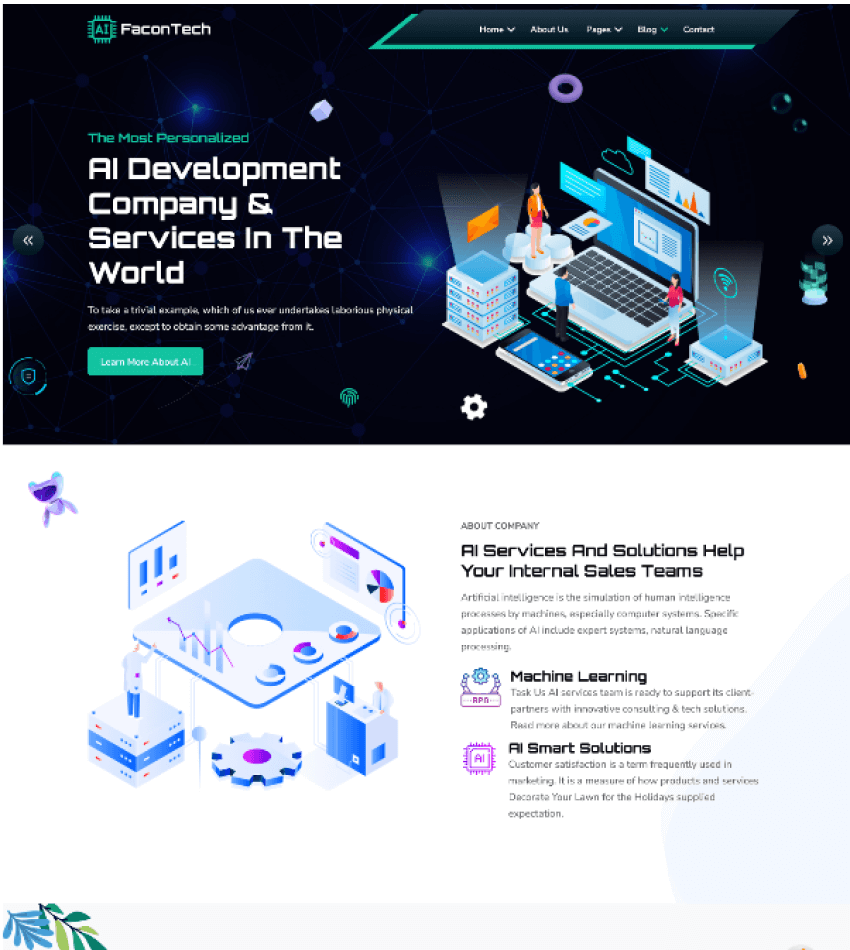 AI FaconTech
Home About Us Pages Blog Contact
The Most Personalized
AI Development
Company &
Services In The
World
To take a trivial example, which of us ever undertakes laborious physical
exercise, except to obtain some advantage from it.
Learn More About AI
ABOUT COMPANY
AI Services And Solutions Help
Your Internal Sales Teams
Artificial intelligence is the simulation of human intelligence
processes by machines, especially computer systems. Specific
applications of AI include expert systems, natural language
processing.
Machine Learning
Task Us AI services team is ready to support its client-
partners with innovative consulting & tech solutions.
Read more about our machine learning services.
RPA
AI Smart Solutions
AI
Customer satisfaction is a term frequently used in
marketing. It is a measure of how products and services
Decorate Your Lawn for the Holidays supplied
expectation.